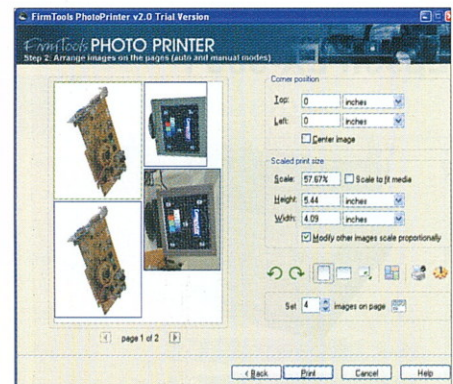 FirmTools PhotoPrinter v2.0 Trial Version
FirmTools PHOTO PRINTER
Step 2: Arrange images on the pages (auto and manual modes)
Corner position
Top: 0 inches
Left: 0 inches
Center image
Scaled print size
Scale: 57.67% Scale to fit media
Height: 5.44 inches
Width: 4.09 inches
Modify other images scale proportionally
Set 4 images on page
page 1 of 2
< Back Print Cancel Help